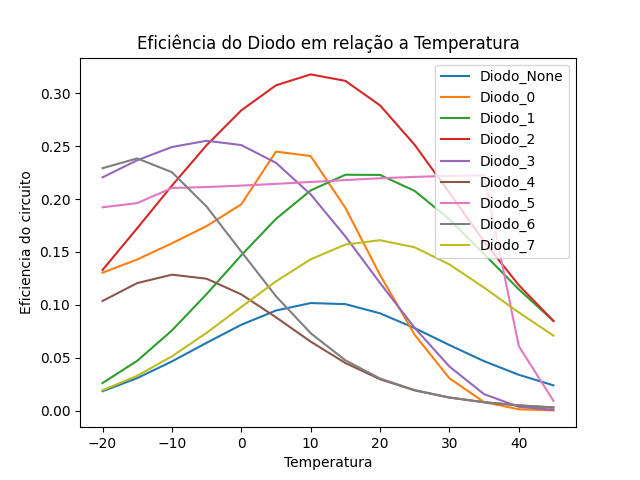 Eficiência do Diodo em relação a Temperatura
Eficiencia do circuito
0.30
0.25
0.20
0.15
0.10
0.05
0.00
Diodo_None
Diodo_0
Diodo_1
Diodo_2
Diodo_3
Diodo_4
Diodo_5
Diodo_6
Diodo_7
−20
−10
0
10
20
30
40
Temperatura